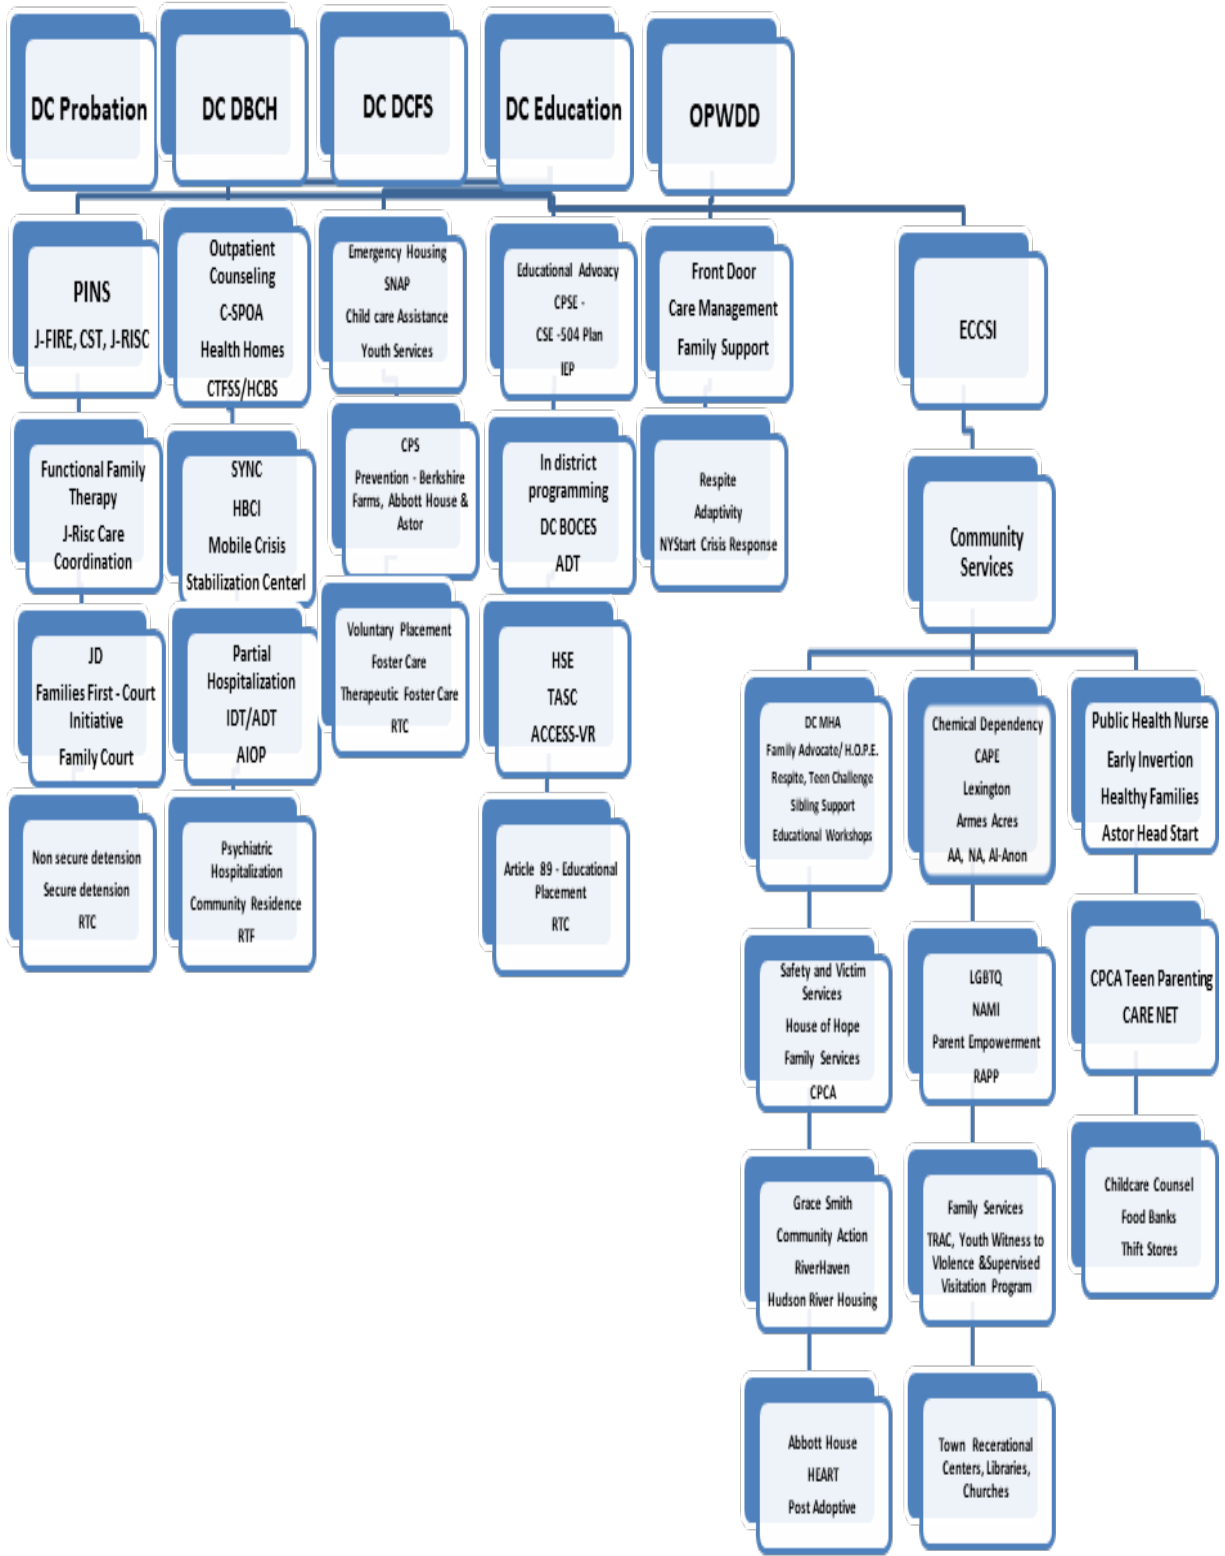 DC Probation
DC DBCH
DC DCFS
DC Education
OPWDD
PINS
J-FIRE, CST, J-RISC
Outpatient
Counseling
C-SPOA
Health Homes
CTFSS/HCBS
Emergency Housing
SNAP
Child care Assistance
Youth Services
Educational Advoacy
CPSE -
CSE -504 Plan
IEP
Front Door
Care Management
Family Support
ECCSI
Functional Family
Therapy
J-Risc Care
Coordination
SYNC
HBCI
Mobile Crisis
Stabilization Centerl
CPS
Prevention - Berkshire
Farms, Abbott House &
Astor
In district
programming
DC BOCES
ADT
Respite
Adaptivity
NYStart Crisis Response
Community
Services
JD
Families First - Court
Initiative
Family Court
Partial
Hospitalization
IDT/ADT
AIOP
Voluntary Placement
Foster Care
Therapeutic Foster Care
RTC
HSE
TASC
ACCESS-VR
DC MHA
Family Advocate/ H.O.P.E.
Respite, Teen Challenge
Sibling Support
Educational Workshops
Chemical Dependency
CAPE
Lexington
Armes Acres
AA, NA, Al-Anon
Public Health Nurse
Early Invertion
Healthy Families
Astor Head Start
Non secure detension
Secure detension
RTC
Psychiatric
Hospitalization
Community Residence
RTF
Article 89 - Educational
Placement
RTC
Safety and Victim
Services
House of Hope
Family Services
CPCA
LGBTQ
NAMI
Parent Empowerment
RAPP
CPCA Teen Parenting
CARE NET
Grace Smith
Community Action
RiverHaven
Hudson River Housing
Family Services
TRAC, Youth Witness to
VIolence &Supervised
Visitation Program
Childcare Counsel
Food Banks
Thift Stores
Abbott House
HEART
Post Adoptive
Town Recerational
Centers, Libraries,
Churches